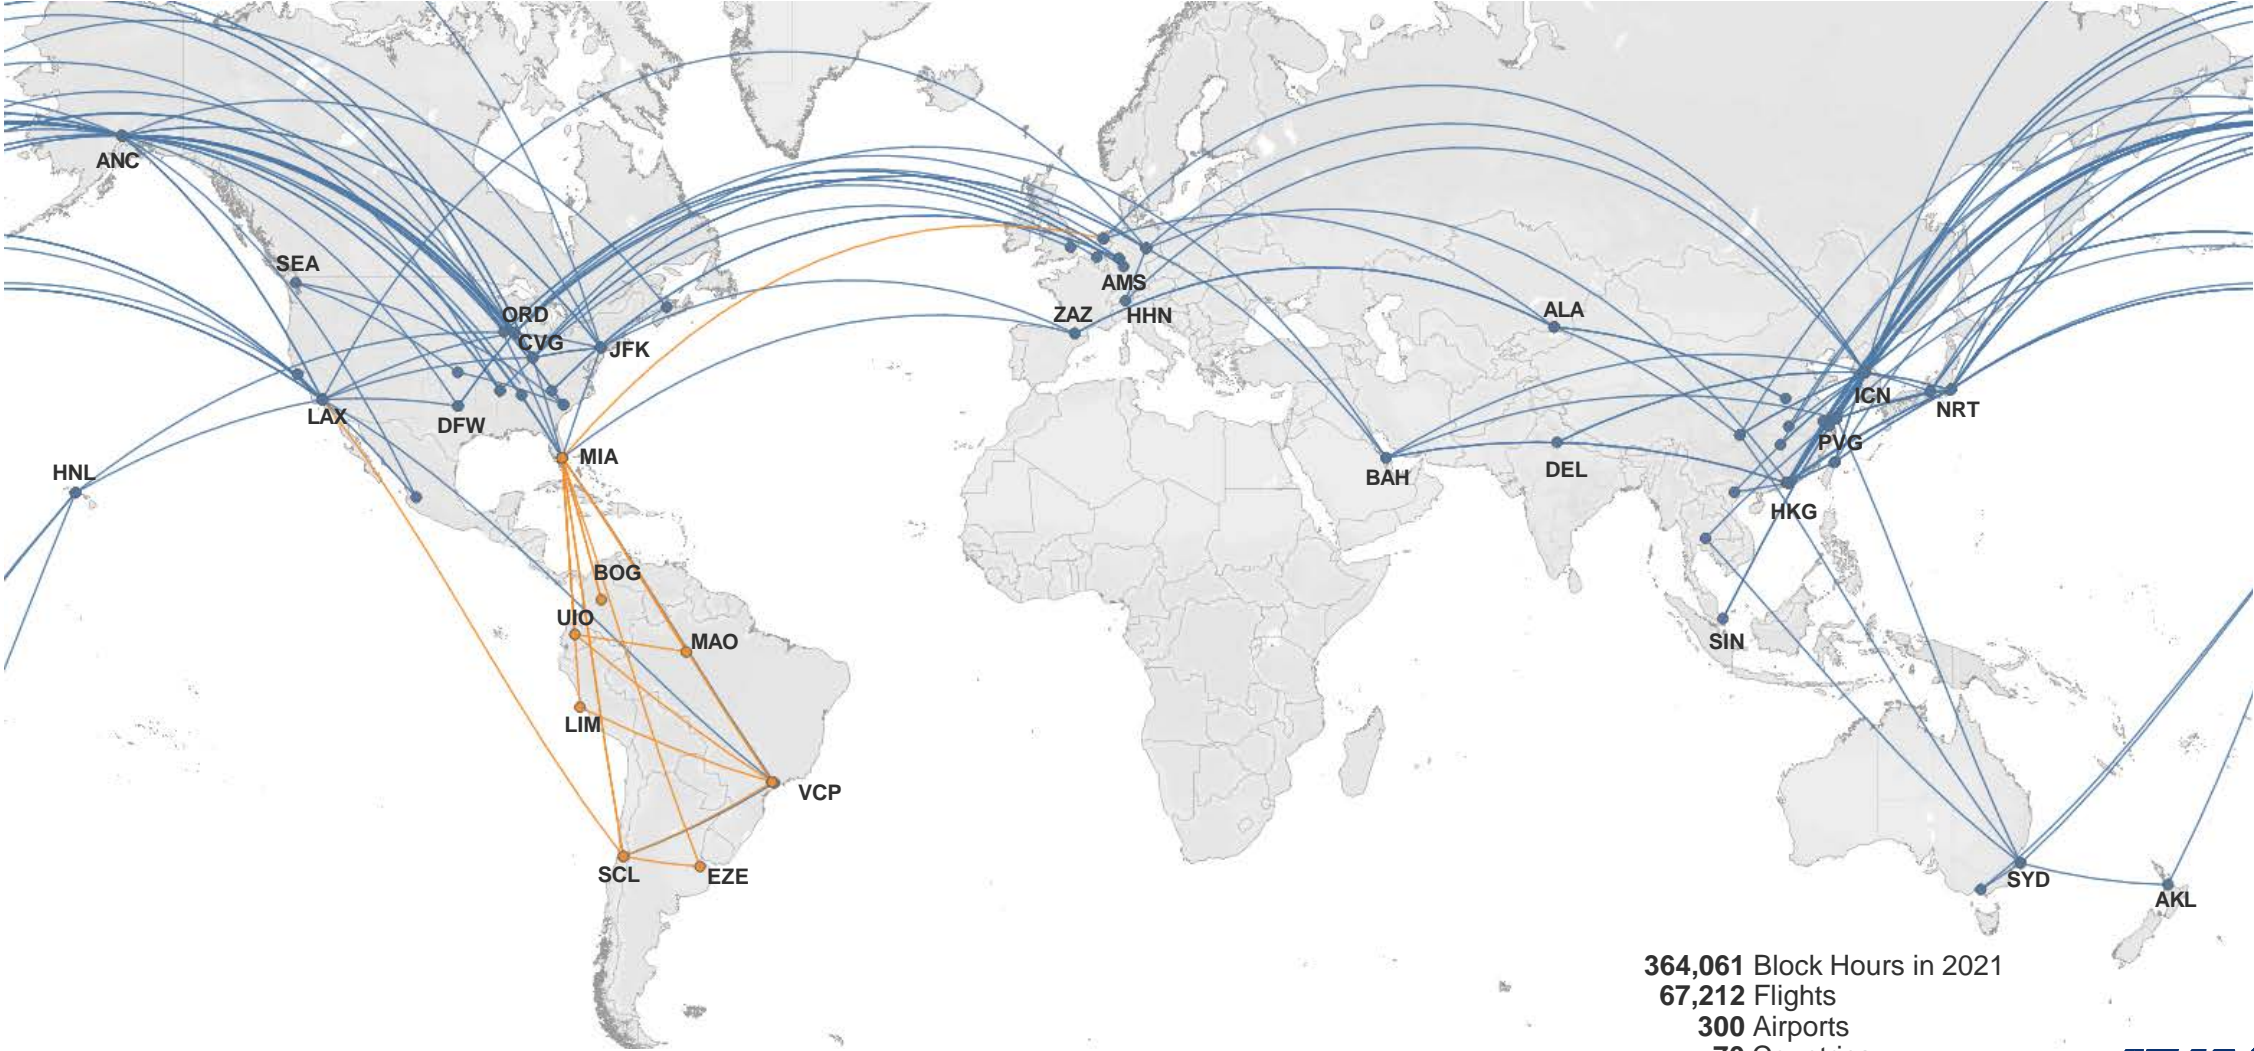 ANC
SEA
ORD
CVG
JFK
LAX
DFW
MIA
HNL
BOG
UIO
MAO
LIM
VCP
SCL
EZE
AMS
HHN
ZAZ
ALA
BAH
DEL
ICN
NRT
PVG
HKG
SIN
SYD
AKL
364,061 Block Hours in 2021
67,212 Flights
300 Airports